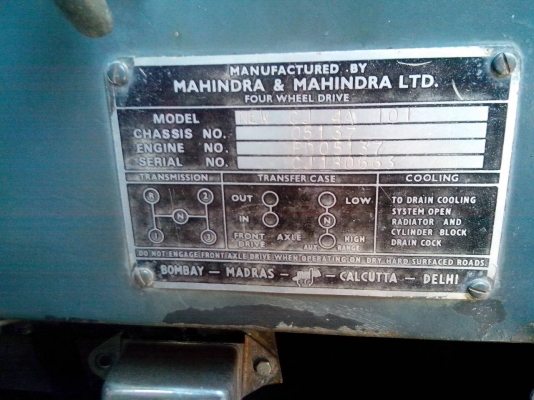 MANUFACTURED BY
MAHINDRA & MAHINDRA LTD.
FOUR WHEEL DRIVE
MODEL
CHASSIS NO. 05137
ENGINE NO.
SERIAL NO.
TRANSMISSION TRANSFER CASE COOLING
R 2
N
1 3
OUT LOW
IN N
FRONT AXLE DRIVE
AUX. HIGH RANGE
TO DRAIN COOLING
SYSTEM OPEN
RADIATOR AND
CYLINDER BLOCK
DRAIN COCK
DO NOT ENGAGE FRONT AXLE DRIVE WHEN OPERATING ON DRY HARD SURFACED ROADS.
BOMBAY – MADRAS – – CALCUTTA – DELHI